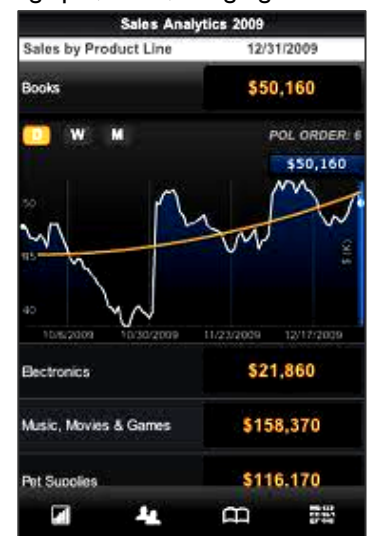 Sales Analytics 2009
Sales by Product Line 12/31/2009
Books $50,160
D W M POL ORDER: 6
$50,160
50
$ (K)
40
10/6/2009 10/30/2009 11/23/2009 12/17/2009
Electronics $21,860
Music, Movies & Games $158,370
Pet Supplies $116,170